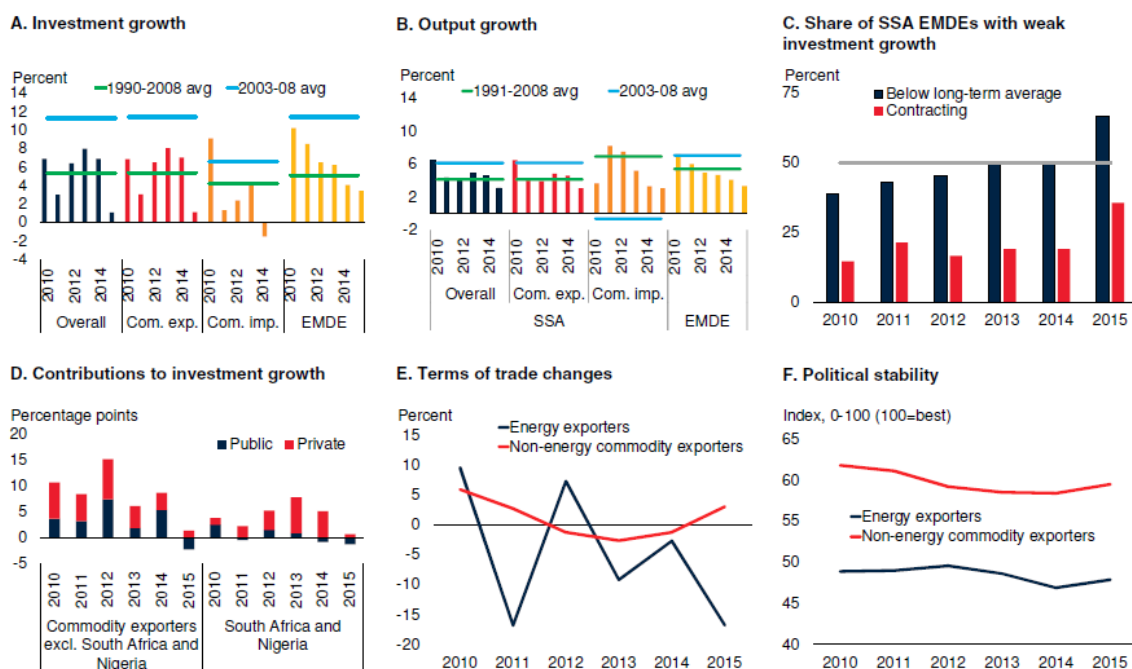 A. Investment growth
Percent
1990-2008 avg
2003-08 avg
14
12
10
8
6
4
2
0
-2
-4
2010
2012
2014
2010
2012
2014
2010
2012
2014
2010
2012
2014
Overall
Com. exp.
Com. imp.
EMDE
B. Output growth
Percent
1991-2008 avg
2003-08 avg
14
10
6
2
-2
2010
2012
2014
2010
2012
2014
2010
2012
2014
2010
2012
2014
Overall
Com. exp.
Com. imp.
SSA
EMDE
C. Share of SSA EMDEs with weak
investment growth
Percent
Below long-term average
Contracting
75
50
25
0
2010 2011 2012 2013 2014 2015
D. Contributions to investment growth
Percentage points
Public
Private
20
15
10
5
0
-5
2010
2011
2012
2013
2014
2015
2010
2011
2012
2013
2014
2015
Commodity exporters
excl. South Africa and
Nigeria
South Africa and
Nigeria
E. Terms of trade changes
Percent
Energy exporters
Non-energy commodity exporters
15
10
5
0
-5
-10
-15
-20
2010 2011 2012 2013 2014 2015
F. Political stability
Index, 0-100 (100=best)
65
60
55
50
45
40
Energy exporters
Non-energy commodity exporters
2010 2011 2012 2013 2014 2015